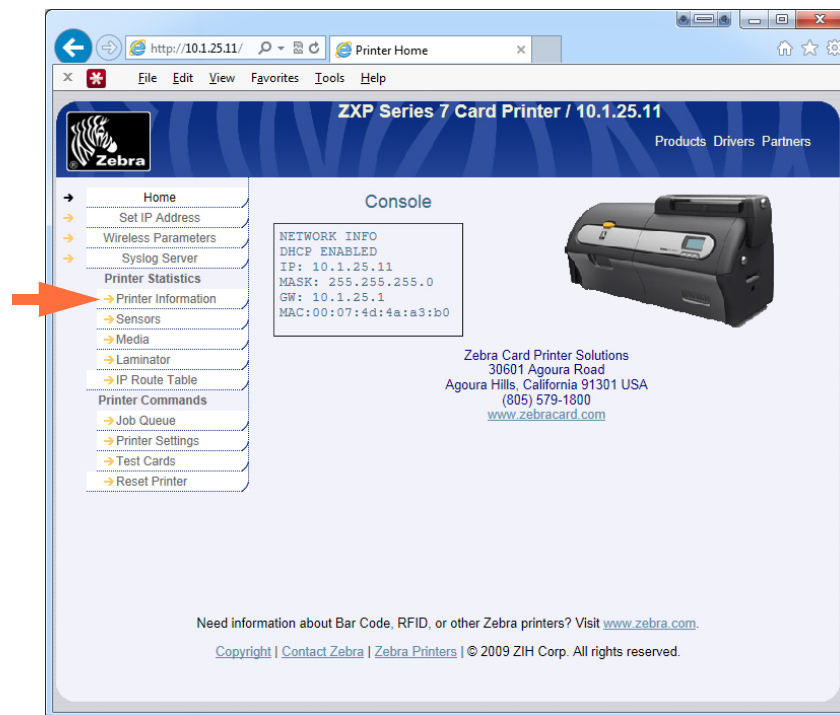 http://10.1.25.11/
Printer Home
File Edit View Favorites Tools Help
ZXP Series 7 Card Printer / 10.1.25.11
Zebra
Products Drivers Partners
Home
Set IP Address
Wireless Parameters
Syslog Server
Printer Statistics
Printer Information
Sensors
Media
Laminator
IP Route Table
Printer Commands
Job Queue
Printer Settings
Test Cards
Reset Printer
Console
NETWORK INFO
DHCP ENABLED
IP: 10.1.25.11
MASK: 255.255.255.0
GW: 10.1.25.1
MAC:00:07:4d:4a:a3:b0
Zebra Card Printer Solutions
30601 Agoura Road
Agoura Hills, California 91301 USA
(805) 579-1800
www.zebracard.com
Need information about Bar Code, RFID, or other Zebra printers? Visit www.zebra.com.
Copyright | Contact Zebra | Zebra Printers | © 2009 ZIH Corp. All rights reserved.